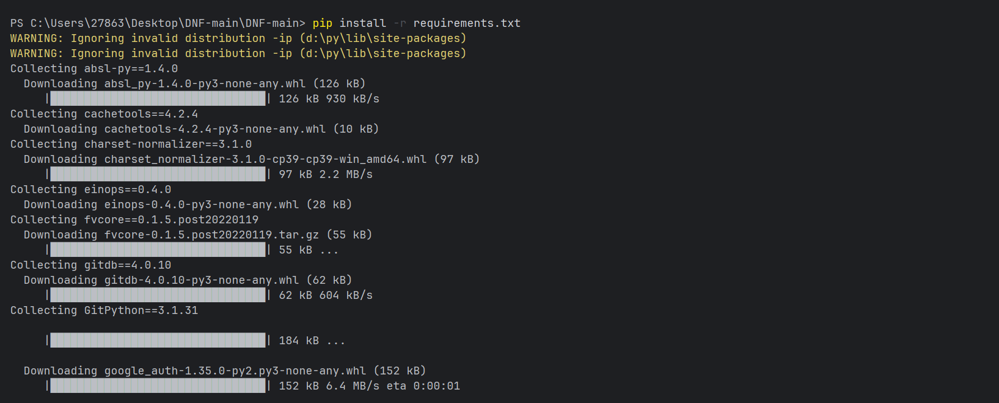 PS C:\Users\27863\Desktop\DNF-main\DNF-main> pip install -r requirements.txt
WARNING: Ignoring invalid distribution -ip (d:\py\lib\site-packages)
WARNING: Ignoring invalid distribution -ip (d:\py\lib\site-packages)
Collecting absl-py==1.4.0
Downloading absl_py-1.4.0-py3-none-any.whl (126 kB)
|████████████████████████████████| 126 kB 930 kB/s
Collecting cachetools==4.2.4
Downloading cachetools-4.2.4-py3-none-any.whl (10 kB)
Collecting charset-normalizer==3.1.0
Downloading charset_normalizer-3.1.0-cp39-cp39-win_amd64.whl (97 kB)
|████████████████████████████████| 97 kB 2.2 MB/s
Collecting einops==0.4.0
Downloading einops-0.4.0-py3-none-any.whl (28 kB)
Collecting fvcore==0.1.5.post20220119
Downloading fvcore-0.1.5.post20220119.tar.gz (55 kB)
|████████████████████████████████| 55 kB ...
Collecting gitdb==4.0.10
Downloading gitdb-4.0.10-py3-none-any.whl (62 kB)
|████████████████████████████████| 62 kB 604 kB/s
Collecting GitPython==3.1.31
|████████████████████████████████| 184 kB ...
Downloading google_auth-1.35.0-py2.py3-none-any.whl (152 kB)
|████████████████████████████████| 152 kB 6.4 MB/s eta 0:00:01